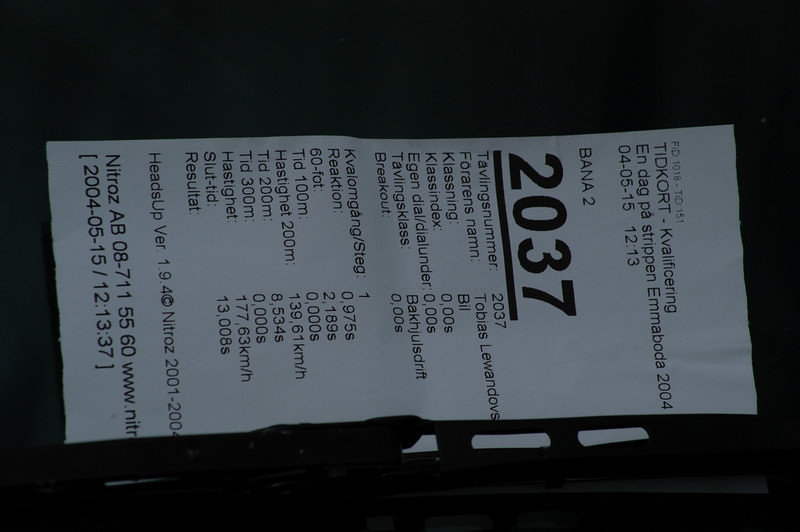 FID:1018 - TID:151
TIDKORT - Kvalificering
En dag på strippen Emmaboda 2004
04-05-15 12:13
BANA 2
2037
Tävlingsnummer: 2037
Förarens namn: Tobias Lewandovs
Klassning: Bil
Klassindex: 0,00s
Egen dial/dialunder: 0,00s
Tävlingsklass: Bakhjulsdrift
Breakout: 0,00s
Kvalomgång/Steg: 1
Reaktion: 0,975s
60-fot: 2,189s
Tid 100m: 0,000s
Hastighet 200m: 139,61km/h
Tid 200m: 8,534s
Tid 300m: 0,000s
Hastighet: 177,63km/h
Slut-tid: 13,008s
Resultat:
HeadsUp Ver. 1.9.4© Nitroz 2001-2004
Nitroz AB 08-711 55 60 www.nitr
[ 2004-05-15 / 12:13:37 ]